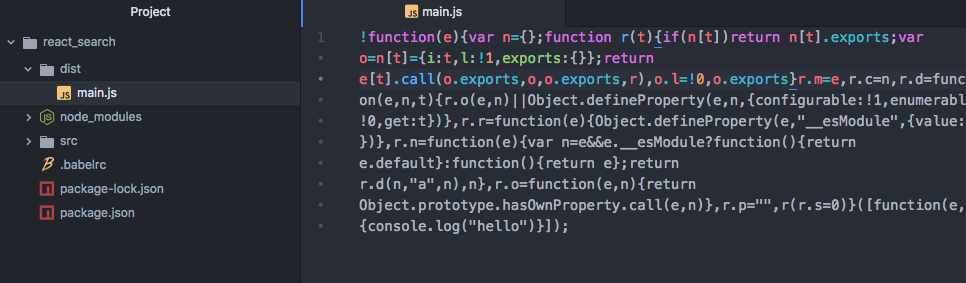 Project
main.js
react_search
dist
main.js
node_modules
src
.babelrc
package-lock.json
package.json
1 !function(e){var n={};function r(t){if(n[t])return n[t].exports;var
o=n[t]={i:t,l:!1,exports:{}};return
e[t].call(o.exports,o,o.exports,r),o.l=!0,o.exports}r.m=e,r.c=n,r.d=func
on(e,n,t){r.o(e,n)||Object.defineProperty(e,n,{configurable:!1,enumerabl
!0,get:t})},r.r=function(e){Object.defineProperty(e,"__esModule",{value:
})},r.n=function(e){var n=e&&e.__esModule?function(){return
e.default}:function(){return e};return
r.d(n,"a",n),n},r.o=function(e,n){return
Object.prototype.hasOwnProperty.call(e,n)},r.p="",r(r.s=0)}([function(e,
{console.log("hello")}]);